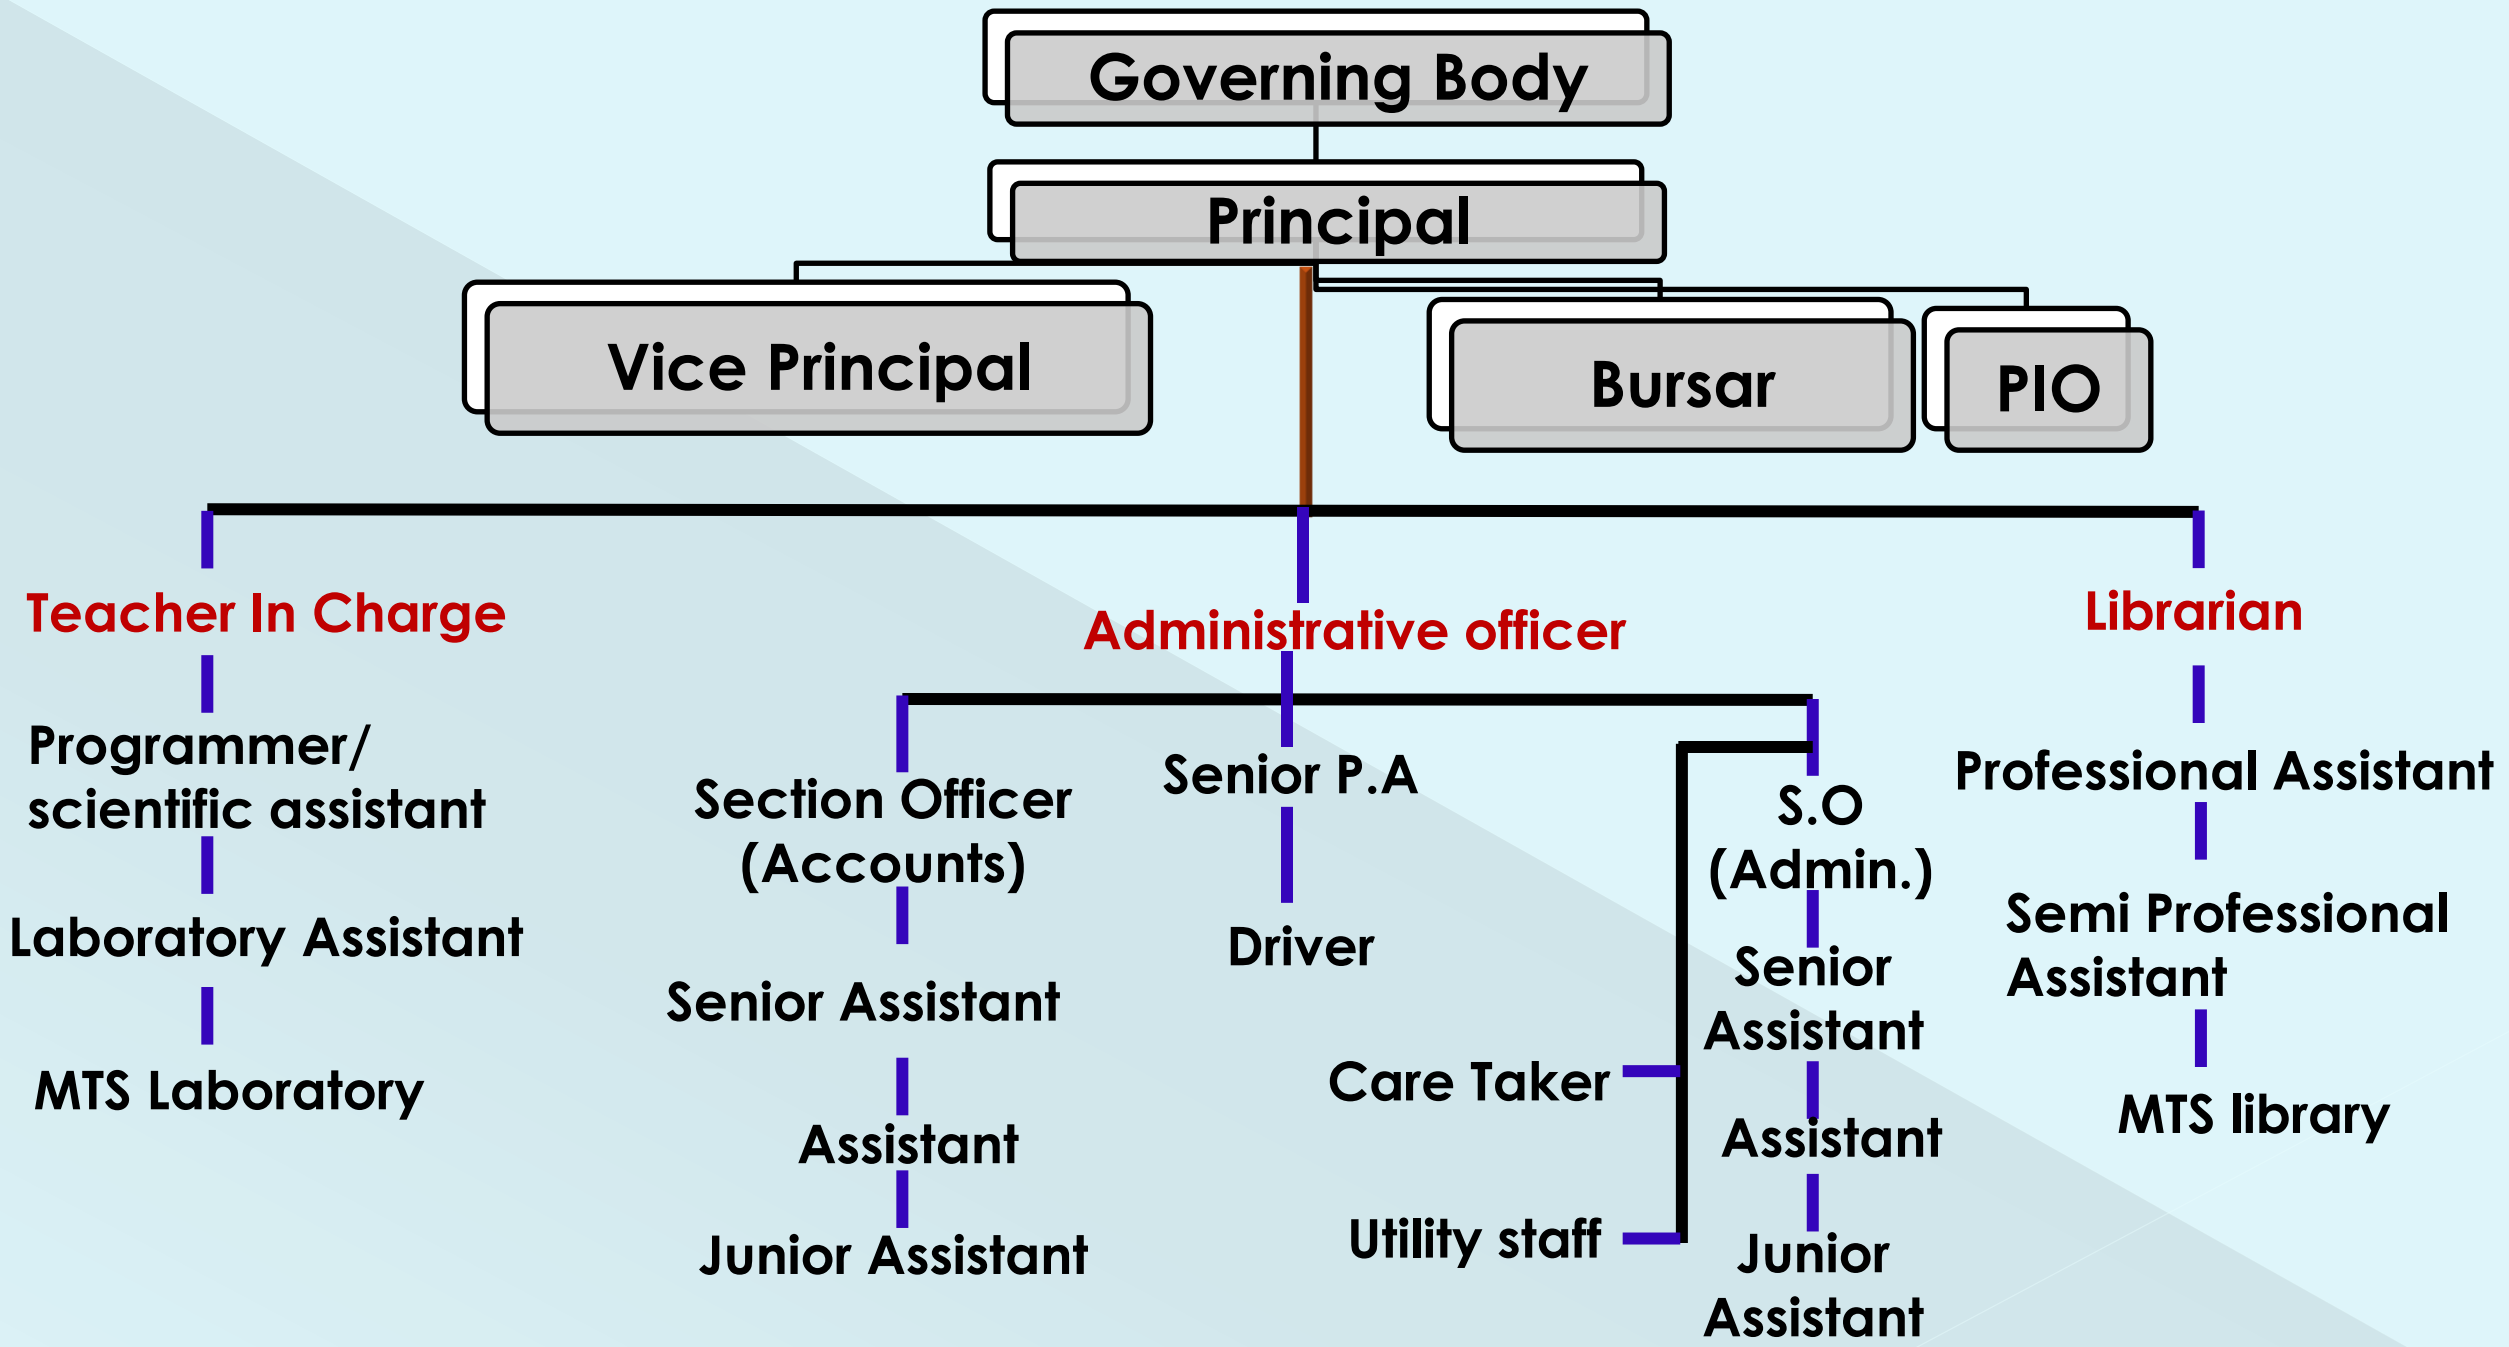 Governing Body
Principal
Vice Principal
Bursar
PIO
Teacher In Charge
Administrative officer
Librarian
Programmer/
scientific assistant
Laboratory Assistant
MTS Laboratory
Section Officer
(Accounts)
Senior Assistant
Assistant
Junior Assistant
Senior P.A
Driver
Care Taker
Utility staff
S.O
(Admin.)
Senior
Assistant
Assistant
Junior
Assistant
Professional Assistant
Semi Professional
Assistant
MTS library